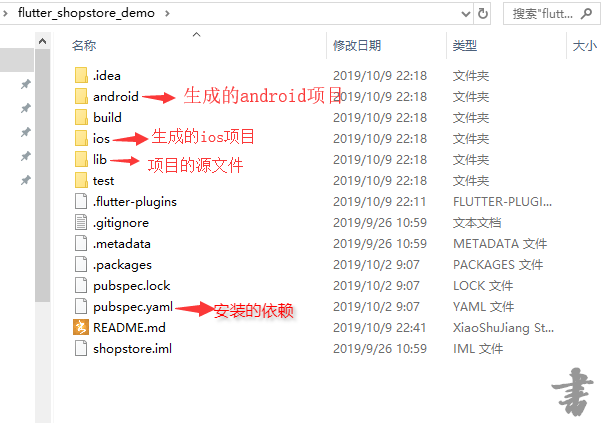 flutter_shopstore_demo
搜索"flutt...
名称 修改日期 类型 大小
.idea 2019/10/9 22:18 文件夹
android 生成的android项目 2019/10/9 22:18 文件夹
build 2019/10/9 22:18 文件夹
ios 生成的ios项目 2019/10/9 22:18 文件夹
lib 项目的源文件 2019/10/9 22:18 文件夹
test 2019/10/9 22:18 文件夹
.flutter-plugins 2019/10/9 22:11 FLUTTER-PLUGI...
.gitignore 2019/9/26 10:59 文本文档
.metadata 2019/9/26 10:59 METADATA 文件
.packages 2019/10/2 9:07 PACKAGES 文件
pubspec.lock 2019/10/2 9:07 LOCK 文件
pubspec.yaml 安装的依赖 2019/10/2 9:07 YAML 文件
README.md 2019/10/9 22:41 XiaoShuJiang St...
shopstore.iml 2019/9/26 10:59 IML 文件
書